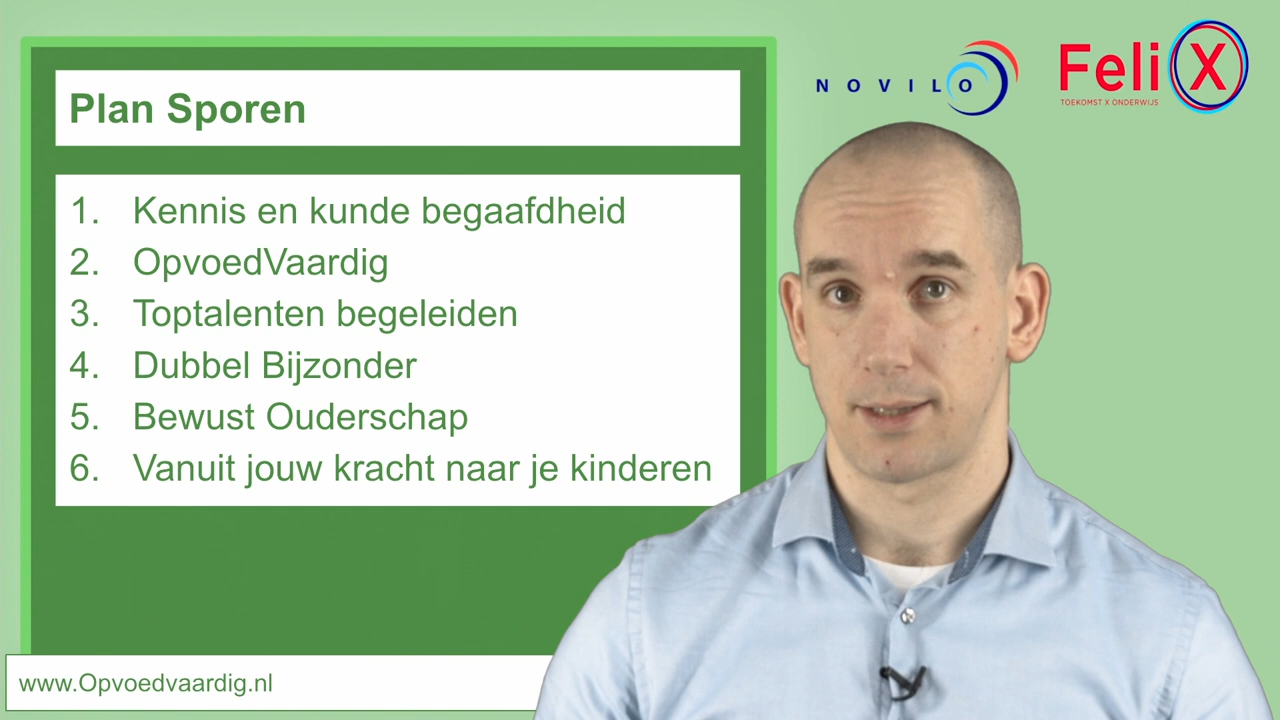 Plan Sporen
1. Kennis en kunde begaafdheid
2. OpvoedVaardig
3. Toptalenten begeleiden
4. Dubbel Bijzonder
5. Bewust Ouderschap
6. Vanuit jouw kracht naar je kinderen
www.Opvoedvaardig.nl
NOVILO
FeliX
TOEKOMST X ONDERWIJS